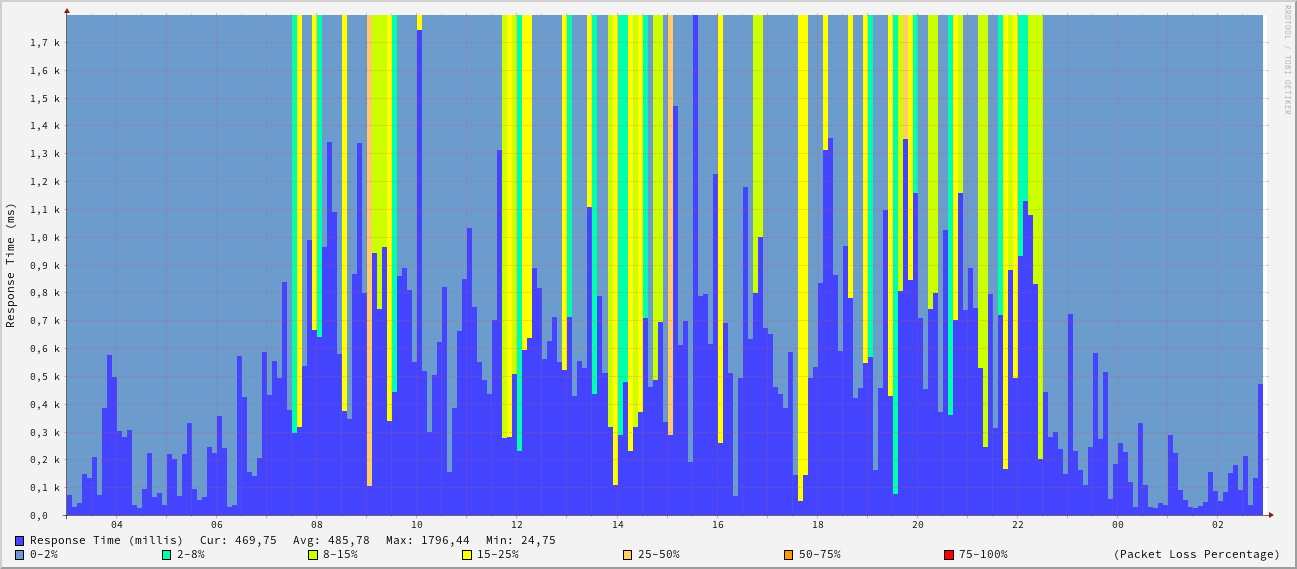 RRDTOOL / TOBI OETIKER
Response Time (ms)
1,7 k
1,6 k
1,5 k
1,4 k
1,3 k
1,2 k
1,1 k
1,0 k
0,9 k
0,8 k
0,7 k
0,6 k
0,5 k
0,4 k
0,3 k
0,2 k
0,1 k
0,0
04 06 08 10 12 14 16 18 20 22 00 02
Response Time (millis) Cur: 469,75 Avg: 485,78 Max: 1796,44 Min: 24,75
0-2% 2-8% 8-15% 15-25% 25-50% 50-75% 75-100% (Packet Loss Percentage)